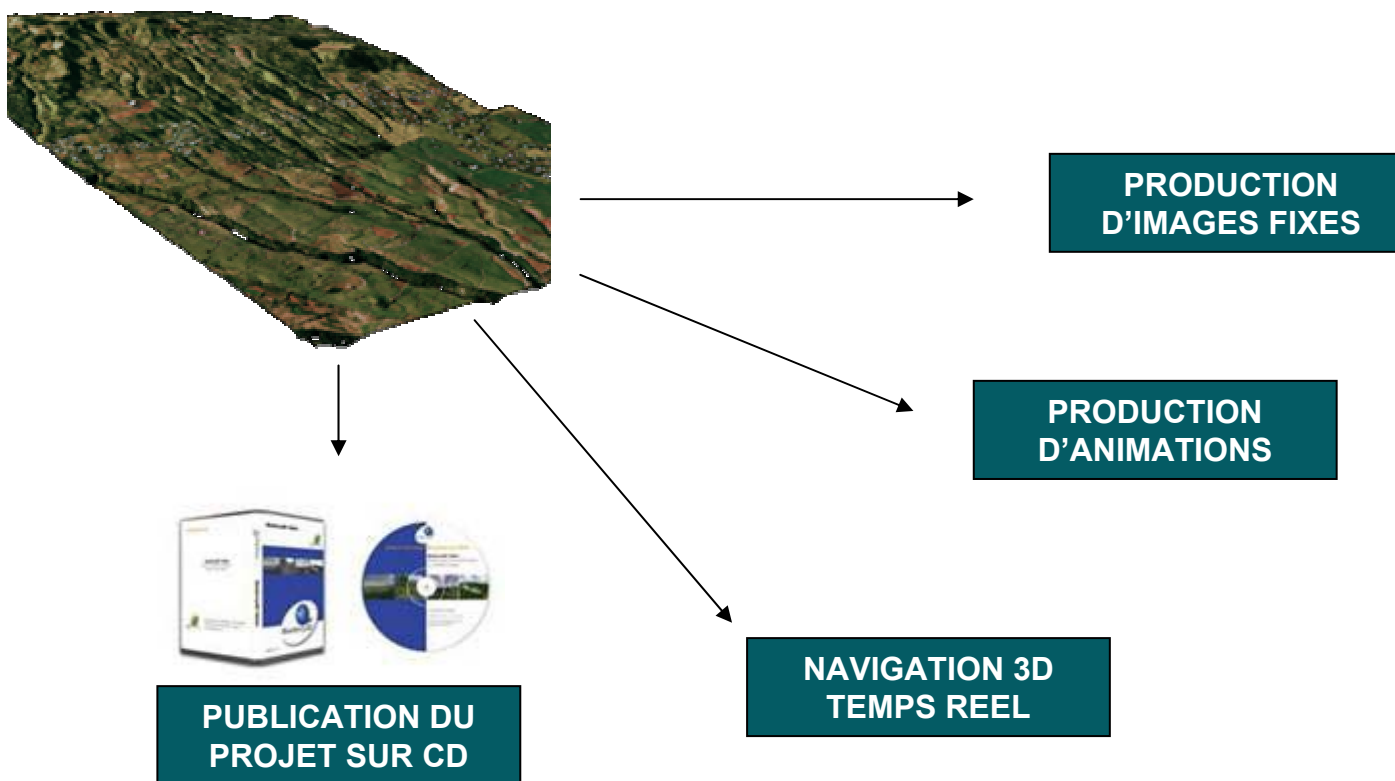 PRODUCTION
D’IMAGES FIXES
PRODUCTION
D’ANIMATIONS
NAVIGATION 3D
TEMPS REEL
PUBLICATION DU
PROJET SUR CD